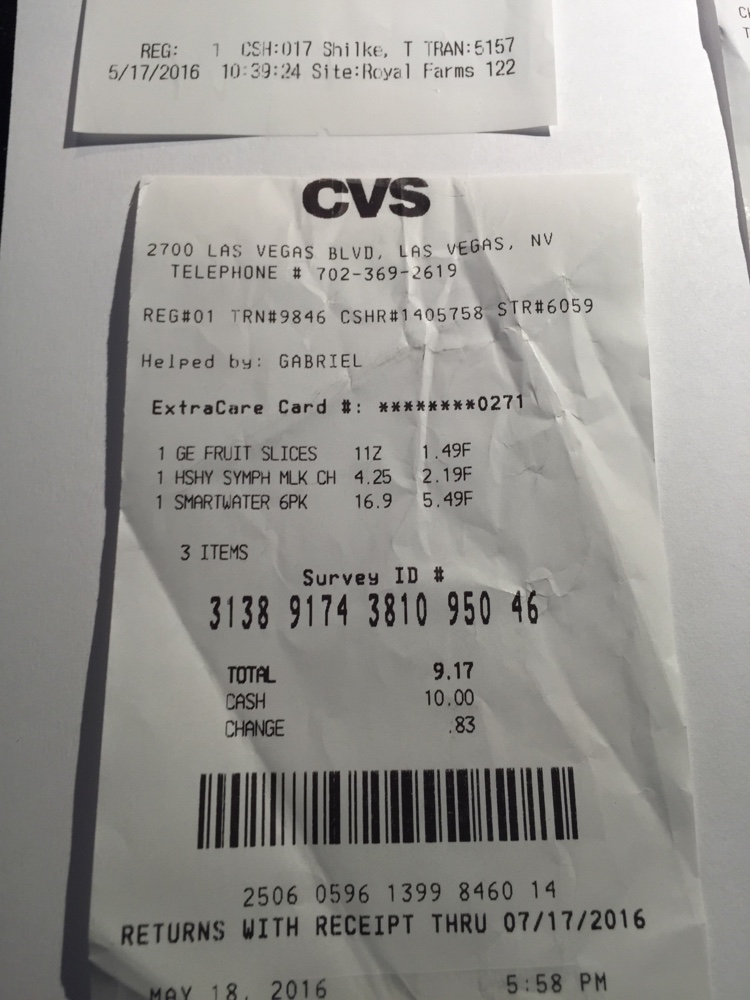 REG: 1 CSH:017 Shilke, T TRAN:5157
5/17/2016 10:39:24 Site:Royal Farms 122
CVS
2700 LAS VEGAS BLVD, LAS VEGAS, NV
TELEPHONE # 702-369-2619
REG#01 TRN#9846 CSHR#1405758 STR#6059
Helped by: GABRIEL
ExtraCare Card #: ********0271
1 GE FRUIT SLICES 11Z 1.49F
1 HSHY SYMPH MLK CH 4.25 2.19F
1 SMARTWATER 6PK 16.9 5.49F
3 ITEMS
Survey ID #
3138 9174 3810 950 46
TOTAL 9.17
CASH 10.00
CHANGE .83
2506 0596 1399 8460 14
RETURNS WITH RECEIPT THRU 07/17/2016
MAY 18, 2016 5:58 PM